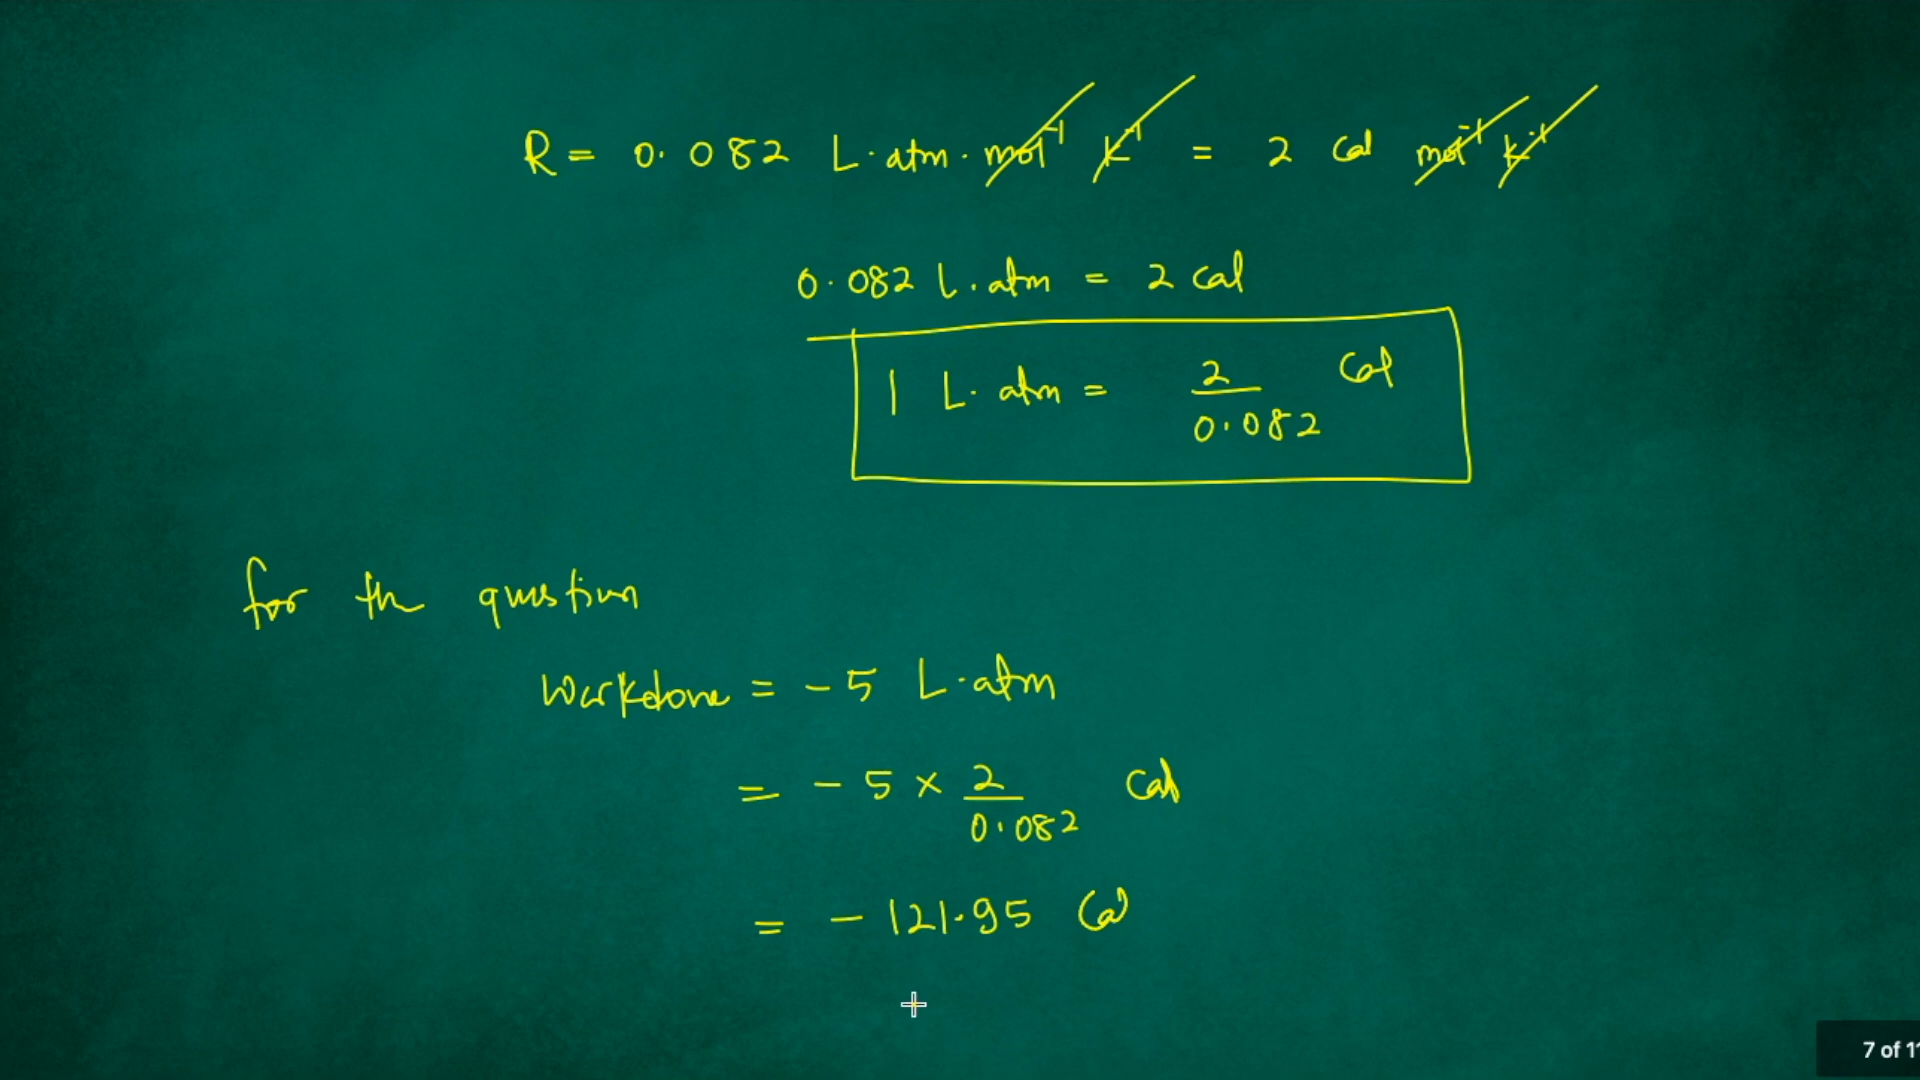 R = 0.082 L.atm.mol⁻¹ K⁻¹ = 2 Cal mol⁻¹ K⁻¹
0.082 L.atm = 2 Cal
1 L.atm = 2/0.082 Cal
for the question
Workdone = -5 L.atm
= -5 × 2/0.082 Cal
= -121.95 Cal
7 of 11